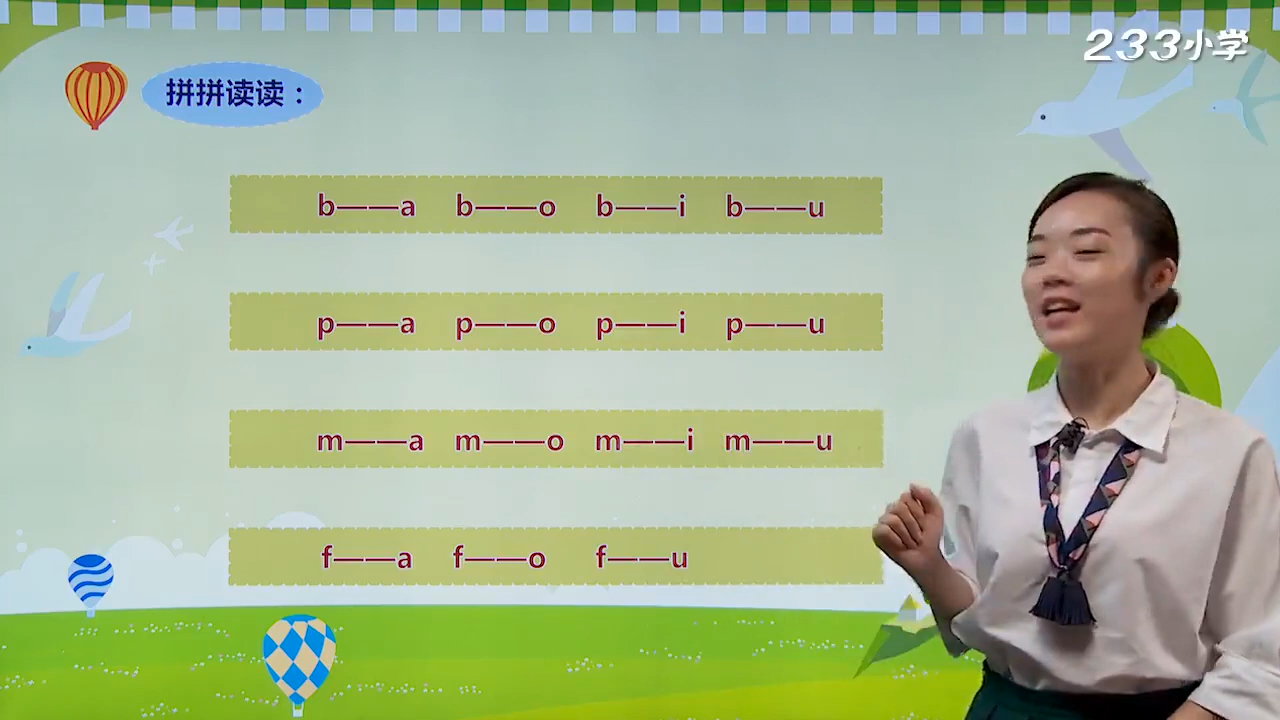 233小学
拼拼读读：
b——a b——o b——i b——u
p——a p——o p——i p——u
m——a m——o m——i m——u
f——a f——o f——u